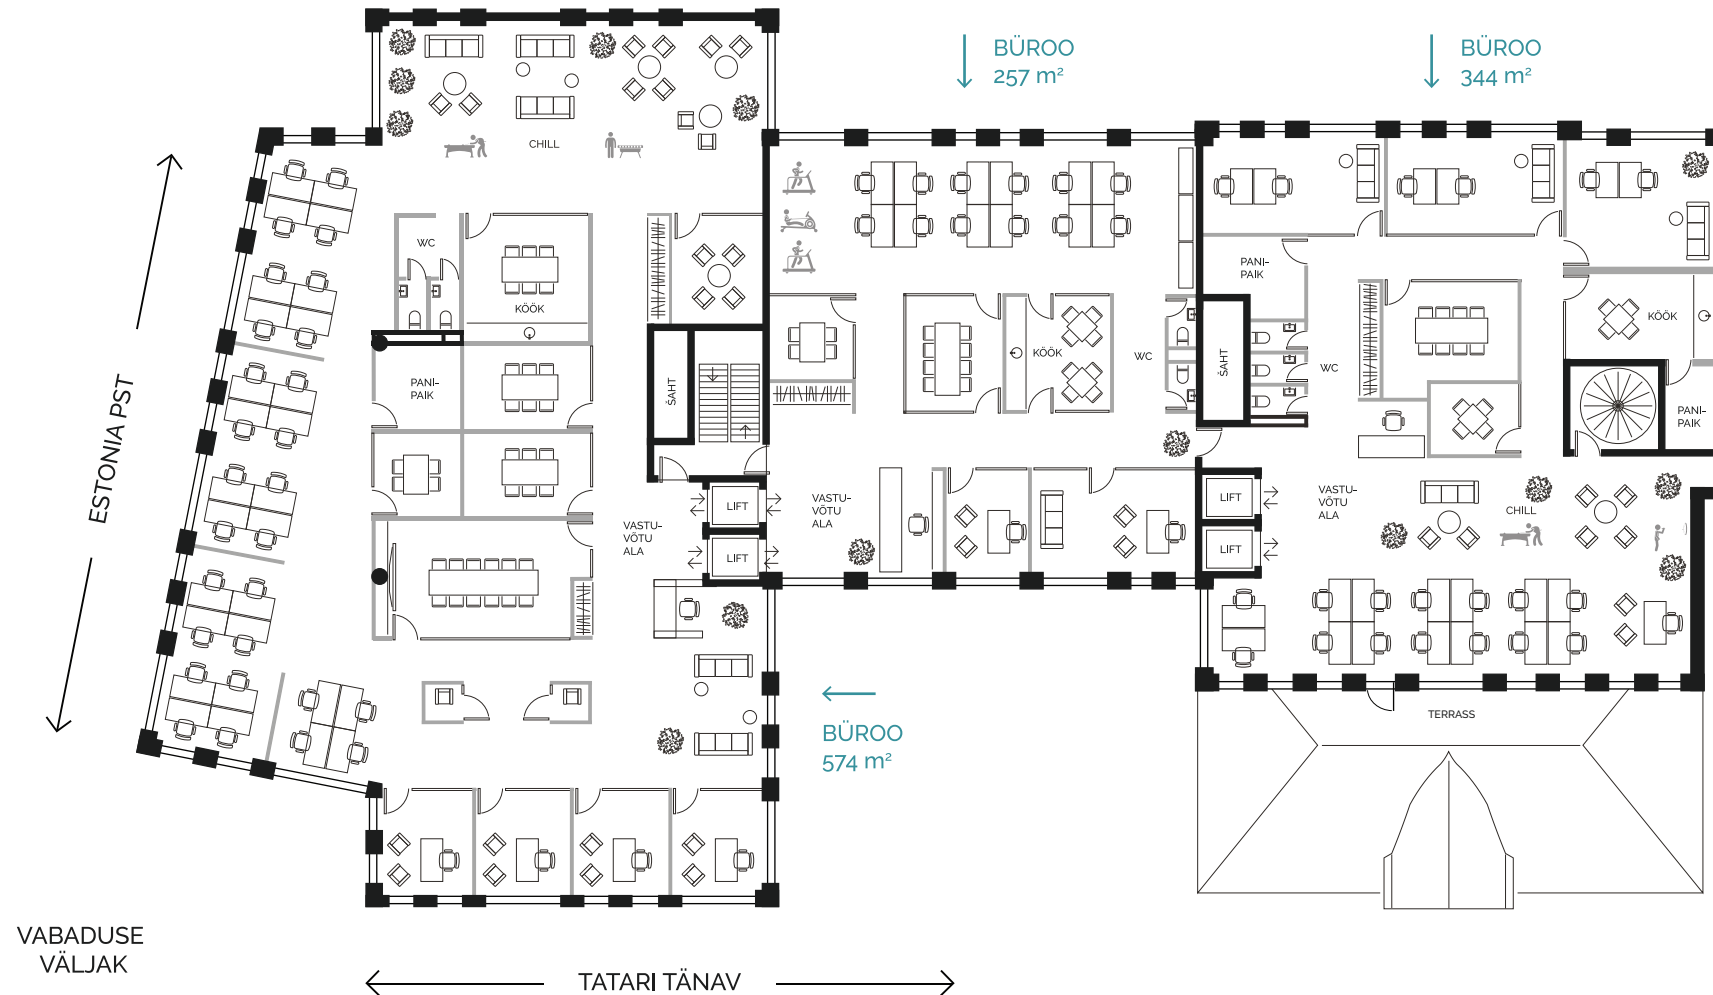 BÜROO
257 m²
BÜROO
344 m²
CHILL
WC
KÖÖK
PANI-
PAIK
ŠAHT
LIFT
LIFT
VASTU-
VÕTU
ALA
KÖÖK
WC
VASTU-
VÕTU
ALA
PANI-
PAIK
ŠAHT
WC
KÖÖK
PANI-
PAIK
LIFT
LIFT
VASTU-
VÕTU
ALA
CHILL
TERRASS
ESTONIA PST
BÜROO
574 m²
VABADUSE
VÄLJAK
TATARI TÄNAV